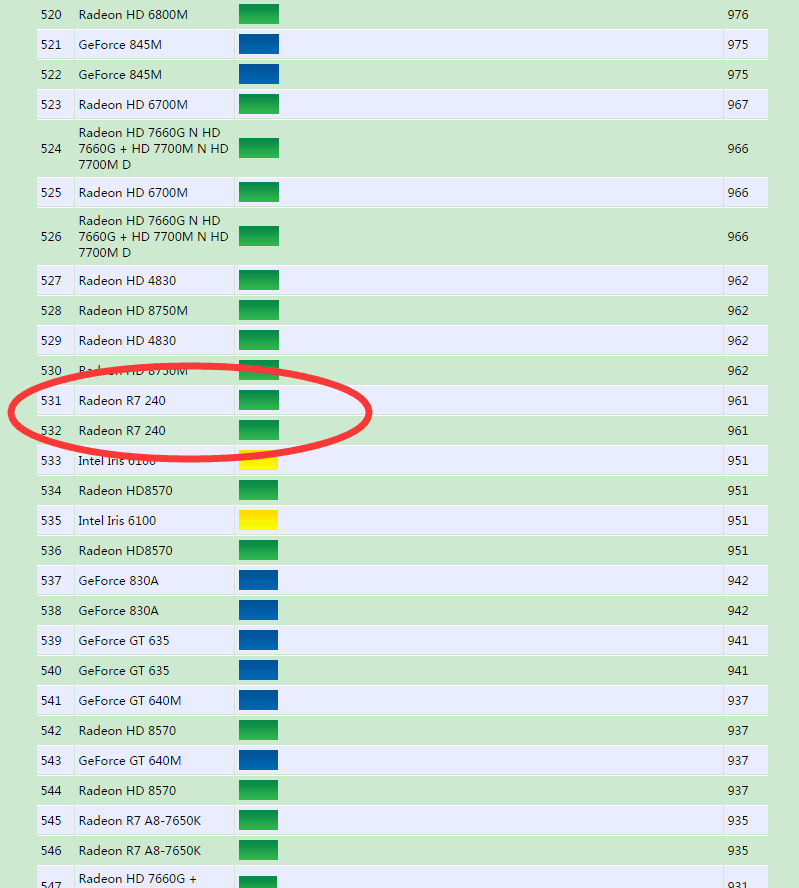 520 Radeon HD 6800M 976
521 GeForce 845M 975
522 GeForce 845M 975
523 Radeon HD 6700M 967
Radeon HD 7660G N HD
524 7660G + HD 7700M N HD 966
7700M D
525 Radeon HD 6700M 966
Radeon HD 7660G N HD
526 7660G + HD 7700M N HD 966
7700M D
527 Radeon HD 4830 962
528 Radeon HD 8750M 962
529 Radeon HD 4830 962
530 Radeon HD 8750M 962
531 Radeon R7 240 961
532 Radeon R7 240 961
533 Intel Iris 6100 951
534 Radeon HD8570 951
535 Intel Iris 6100 951
536 Radeon HD8570 951
537 GeForce 830A 942
538 GeForce 830A 942
539 GeForce GT 635 941
540 GeForce GT 635 941
541 GeForce GT 640M 937
542 Radeon HD 8570 937
543 GeForce GT 640M 937
544 Radeon HD 8570 937
545 Radeon R7 A8-7650K 935
546 Radeon R7 A8-7650K 935
Radeon HD 7660G +
547 931